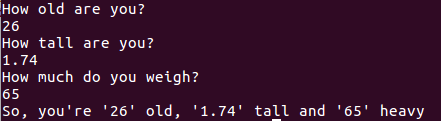 How old are you?
26
How tall are you?
1.74
How much do you weigh?
65
So, you're '26' old, '1.74' tall and '65' heavy